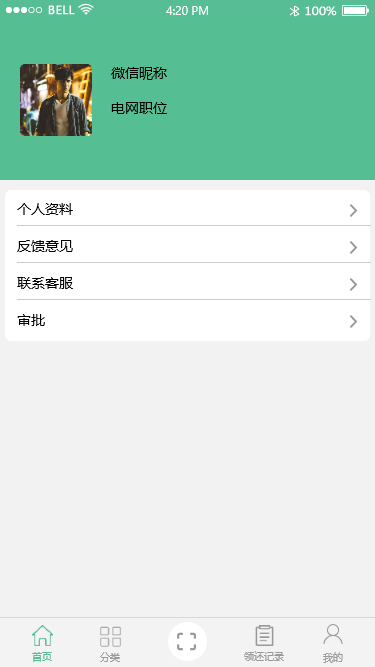 BELL 4:20 PM 100%
微信昵称
电网职位
个人资料
反馈意见
联系客服
审批
首页 分类 领还记录 我的